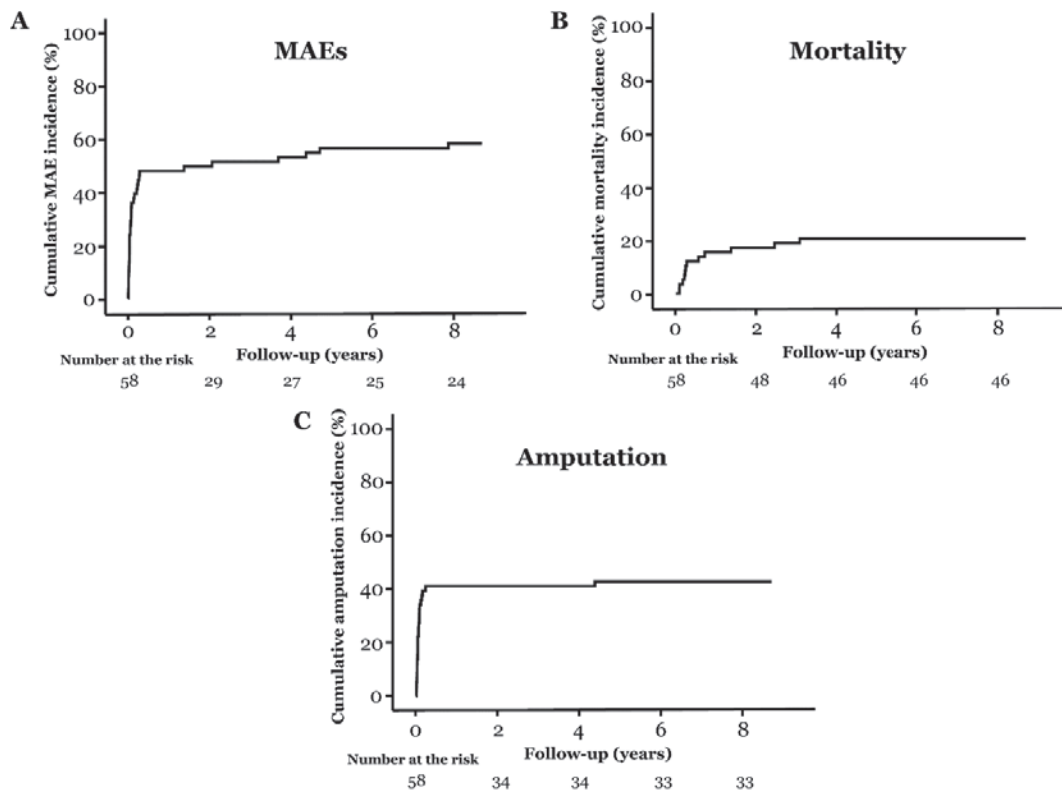 A
MAEs
Cumulative MAE incidence (%)
100
80
60
40
20
0
0 2 4 6 8
Follow-up (years)
Number at the risk
58 29 27 25 24
B
Mortality
Cumulative mortality incidence (%)
100
80
60
40
20
0
0 2 4 6 8
Follow-up (years)
Number at the risk
58 48 46 46 46
C
Amputation
Cumulative amputation incidence (%)
100
80
60
40
20
0
0 2 4 6 8
Follow-up (years)
Number at the risk
58 34 34 33 33